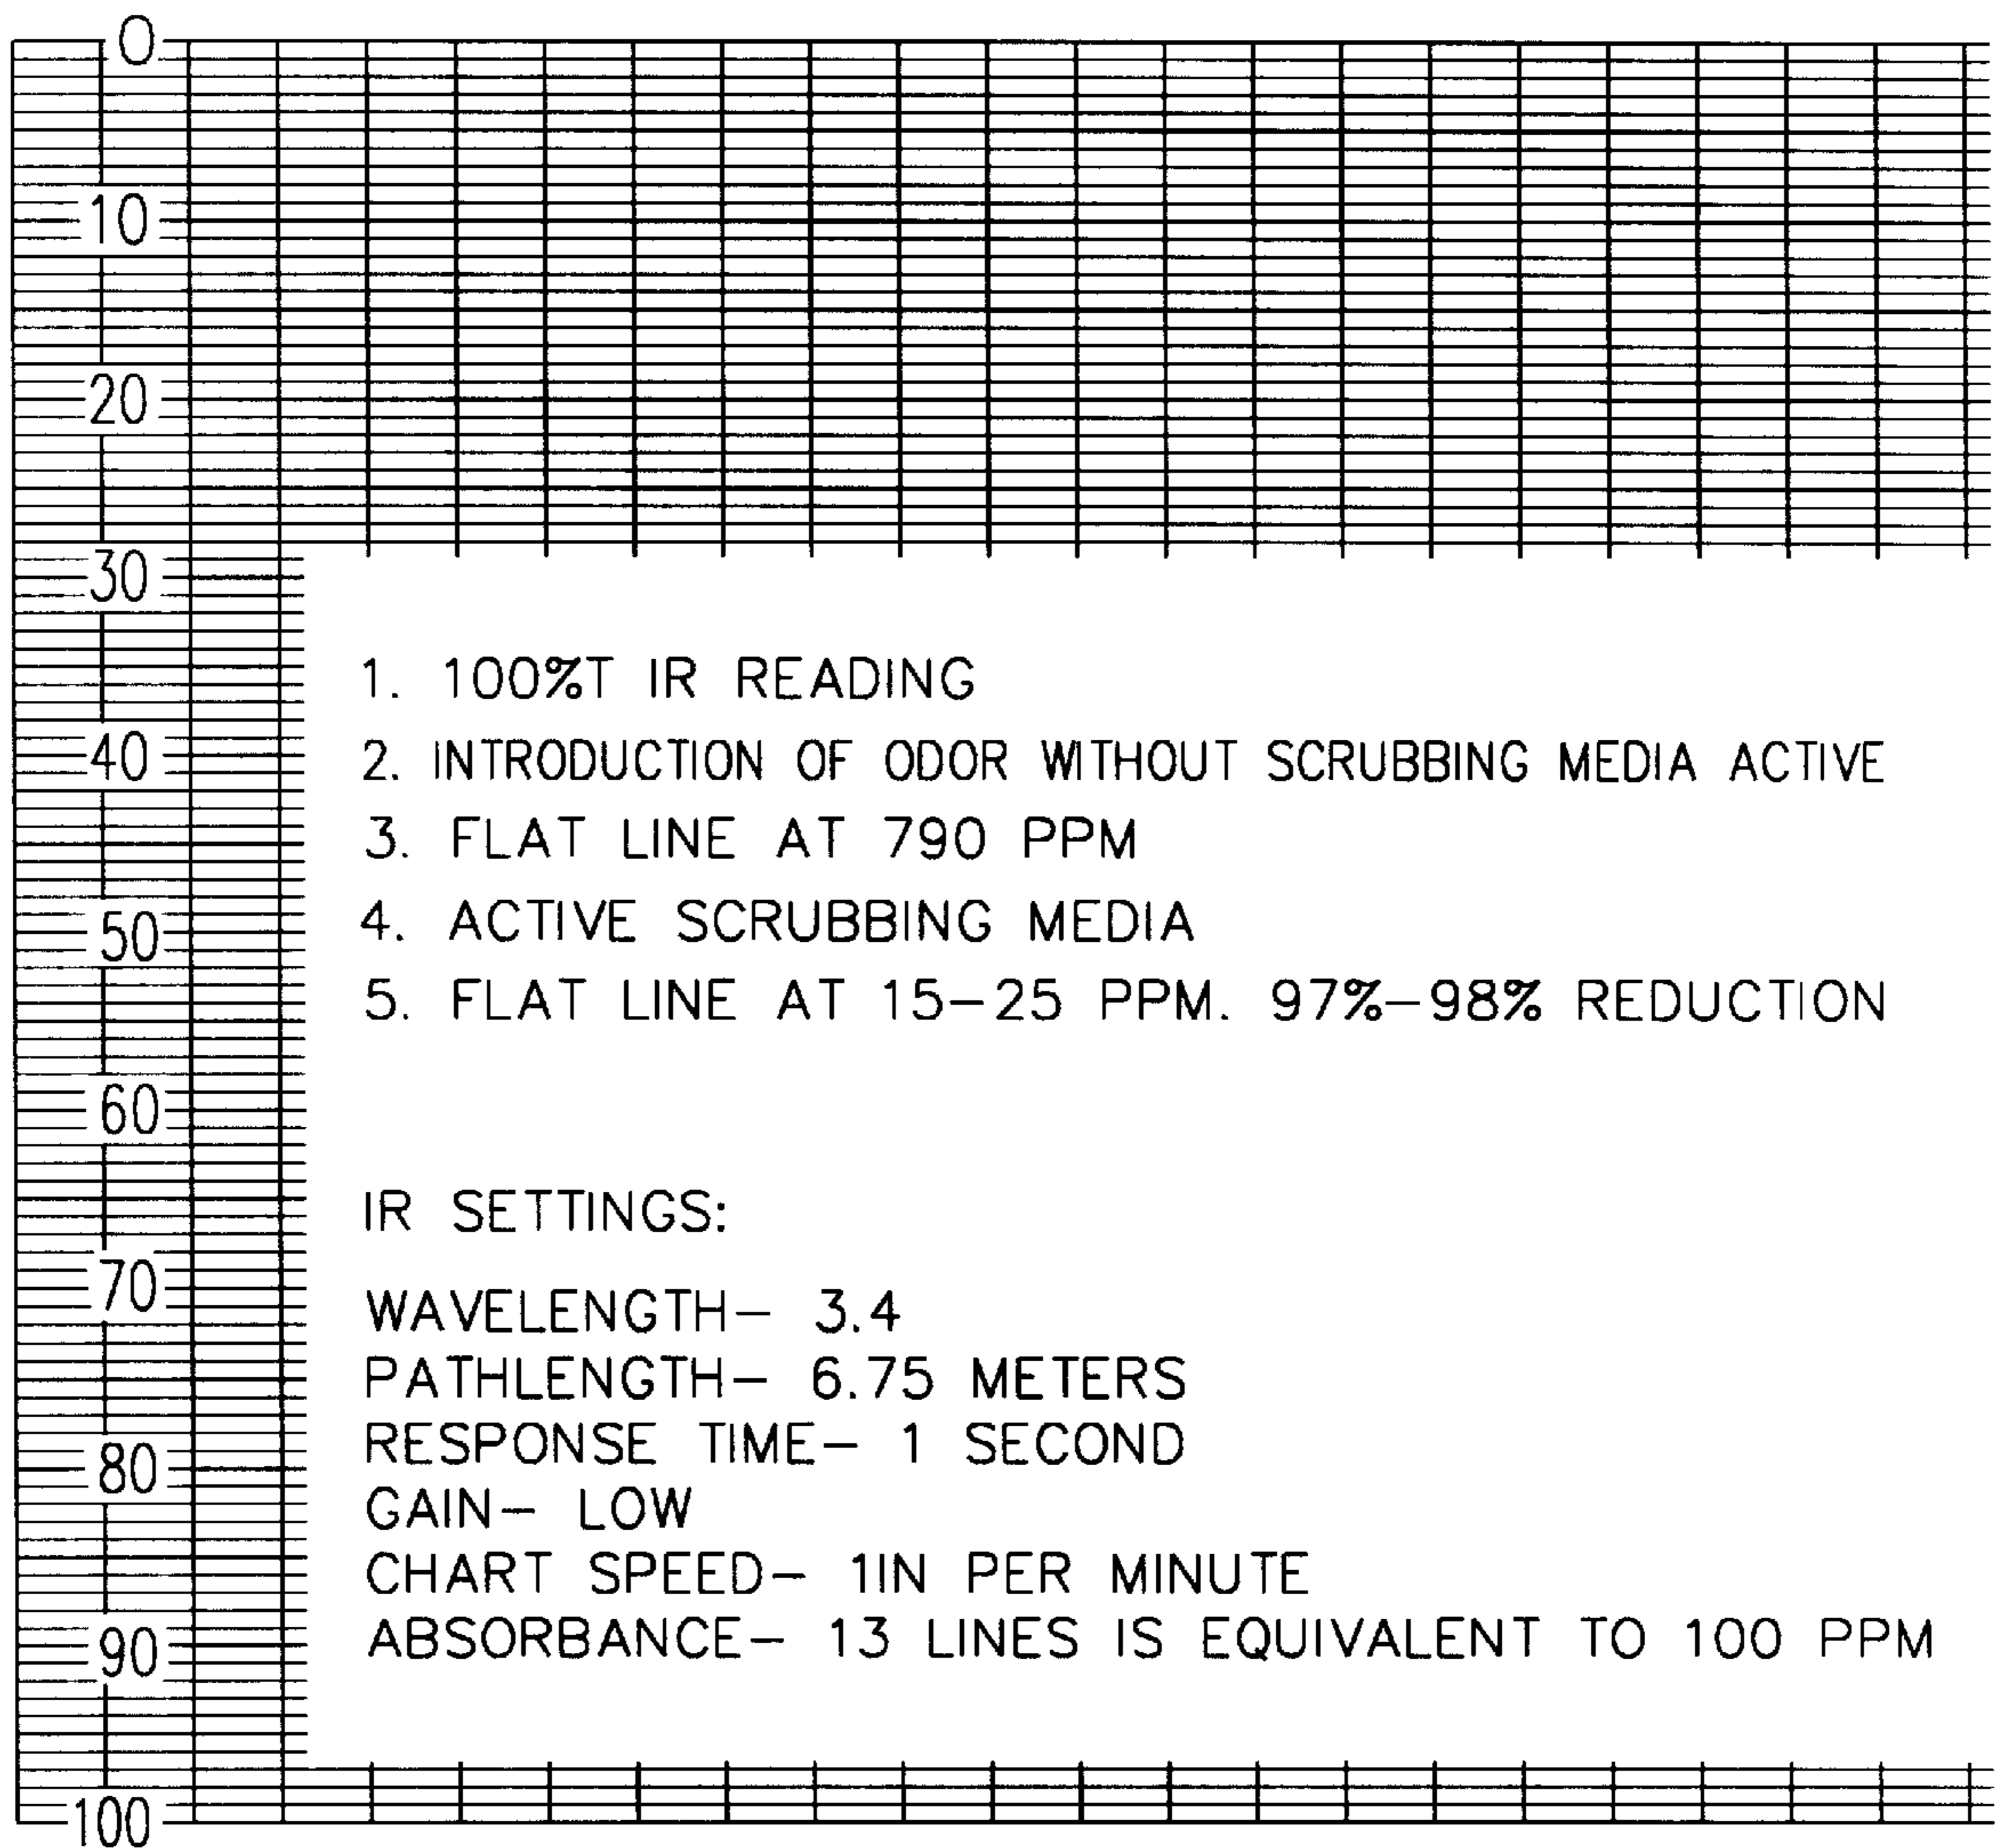 0
10
20
30
1. 100%T IR READING
40
2. INTRODUCTION OF ODOR WITHOUT SCRUBBING MEDIA ACTIVE
3. FLAT LINE AT 790 PPM
4. ACTIVE SCRUBBING MEDIA
50
5. FLAT LINE AT 15-25 PPM. 97%-98% REDUCTION
60
IR SETTINGS:
70
WAVELENGTH- 3.4
PATHLENGTH- 6.75 METERS
RESPONSE TIME- 1 SECOND
80
GAIN- LOW
CHART SPEED- 1IN PER MINUTE
ABSORBANCE- 13 LINES IS EQUIVALENT TO 100 PPM
90
100